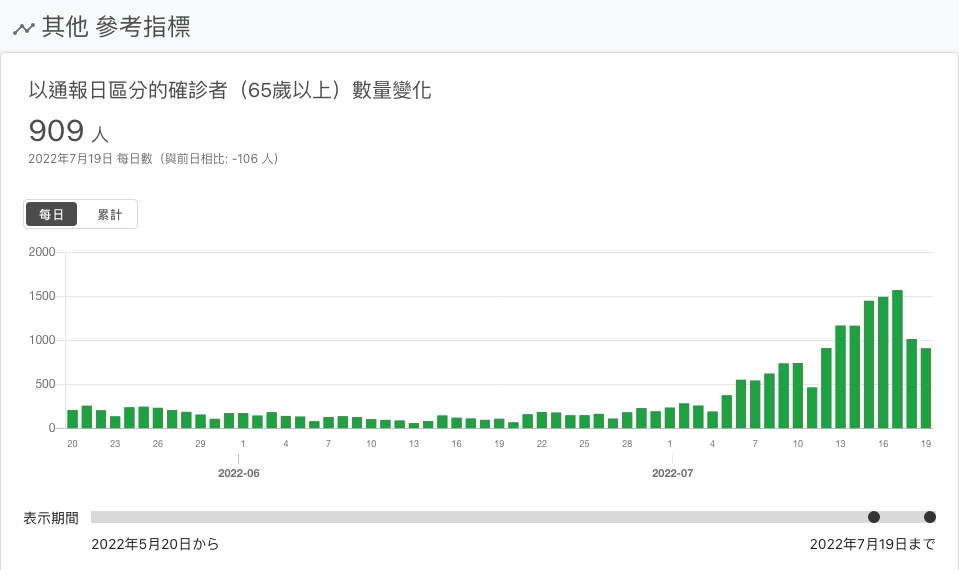 其他 參考指標
以通報日區分的確診者（65歲以上）數量變化
909 人
2022年7月19日 每日數（與前日相比: -106 人）
每日 累計
2000
1500
1000
500
0
20 23 26 29 1 4 7 10 13 16 19 22 25 28 1 4 7 10 13 16 19
2022-06 2022-07
表示期間
2022年5月20日から 2022年7月19日まで